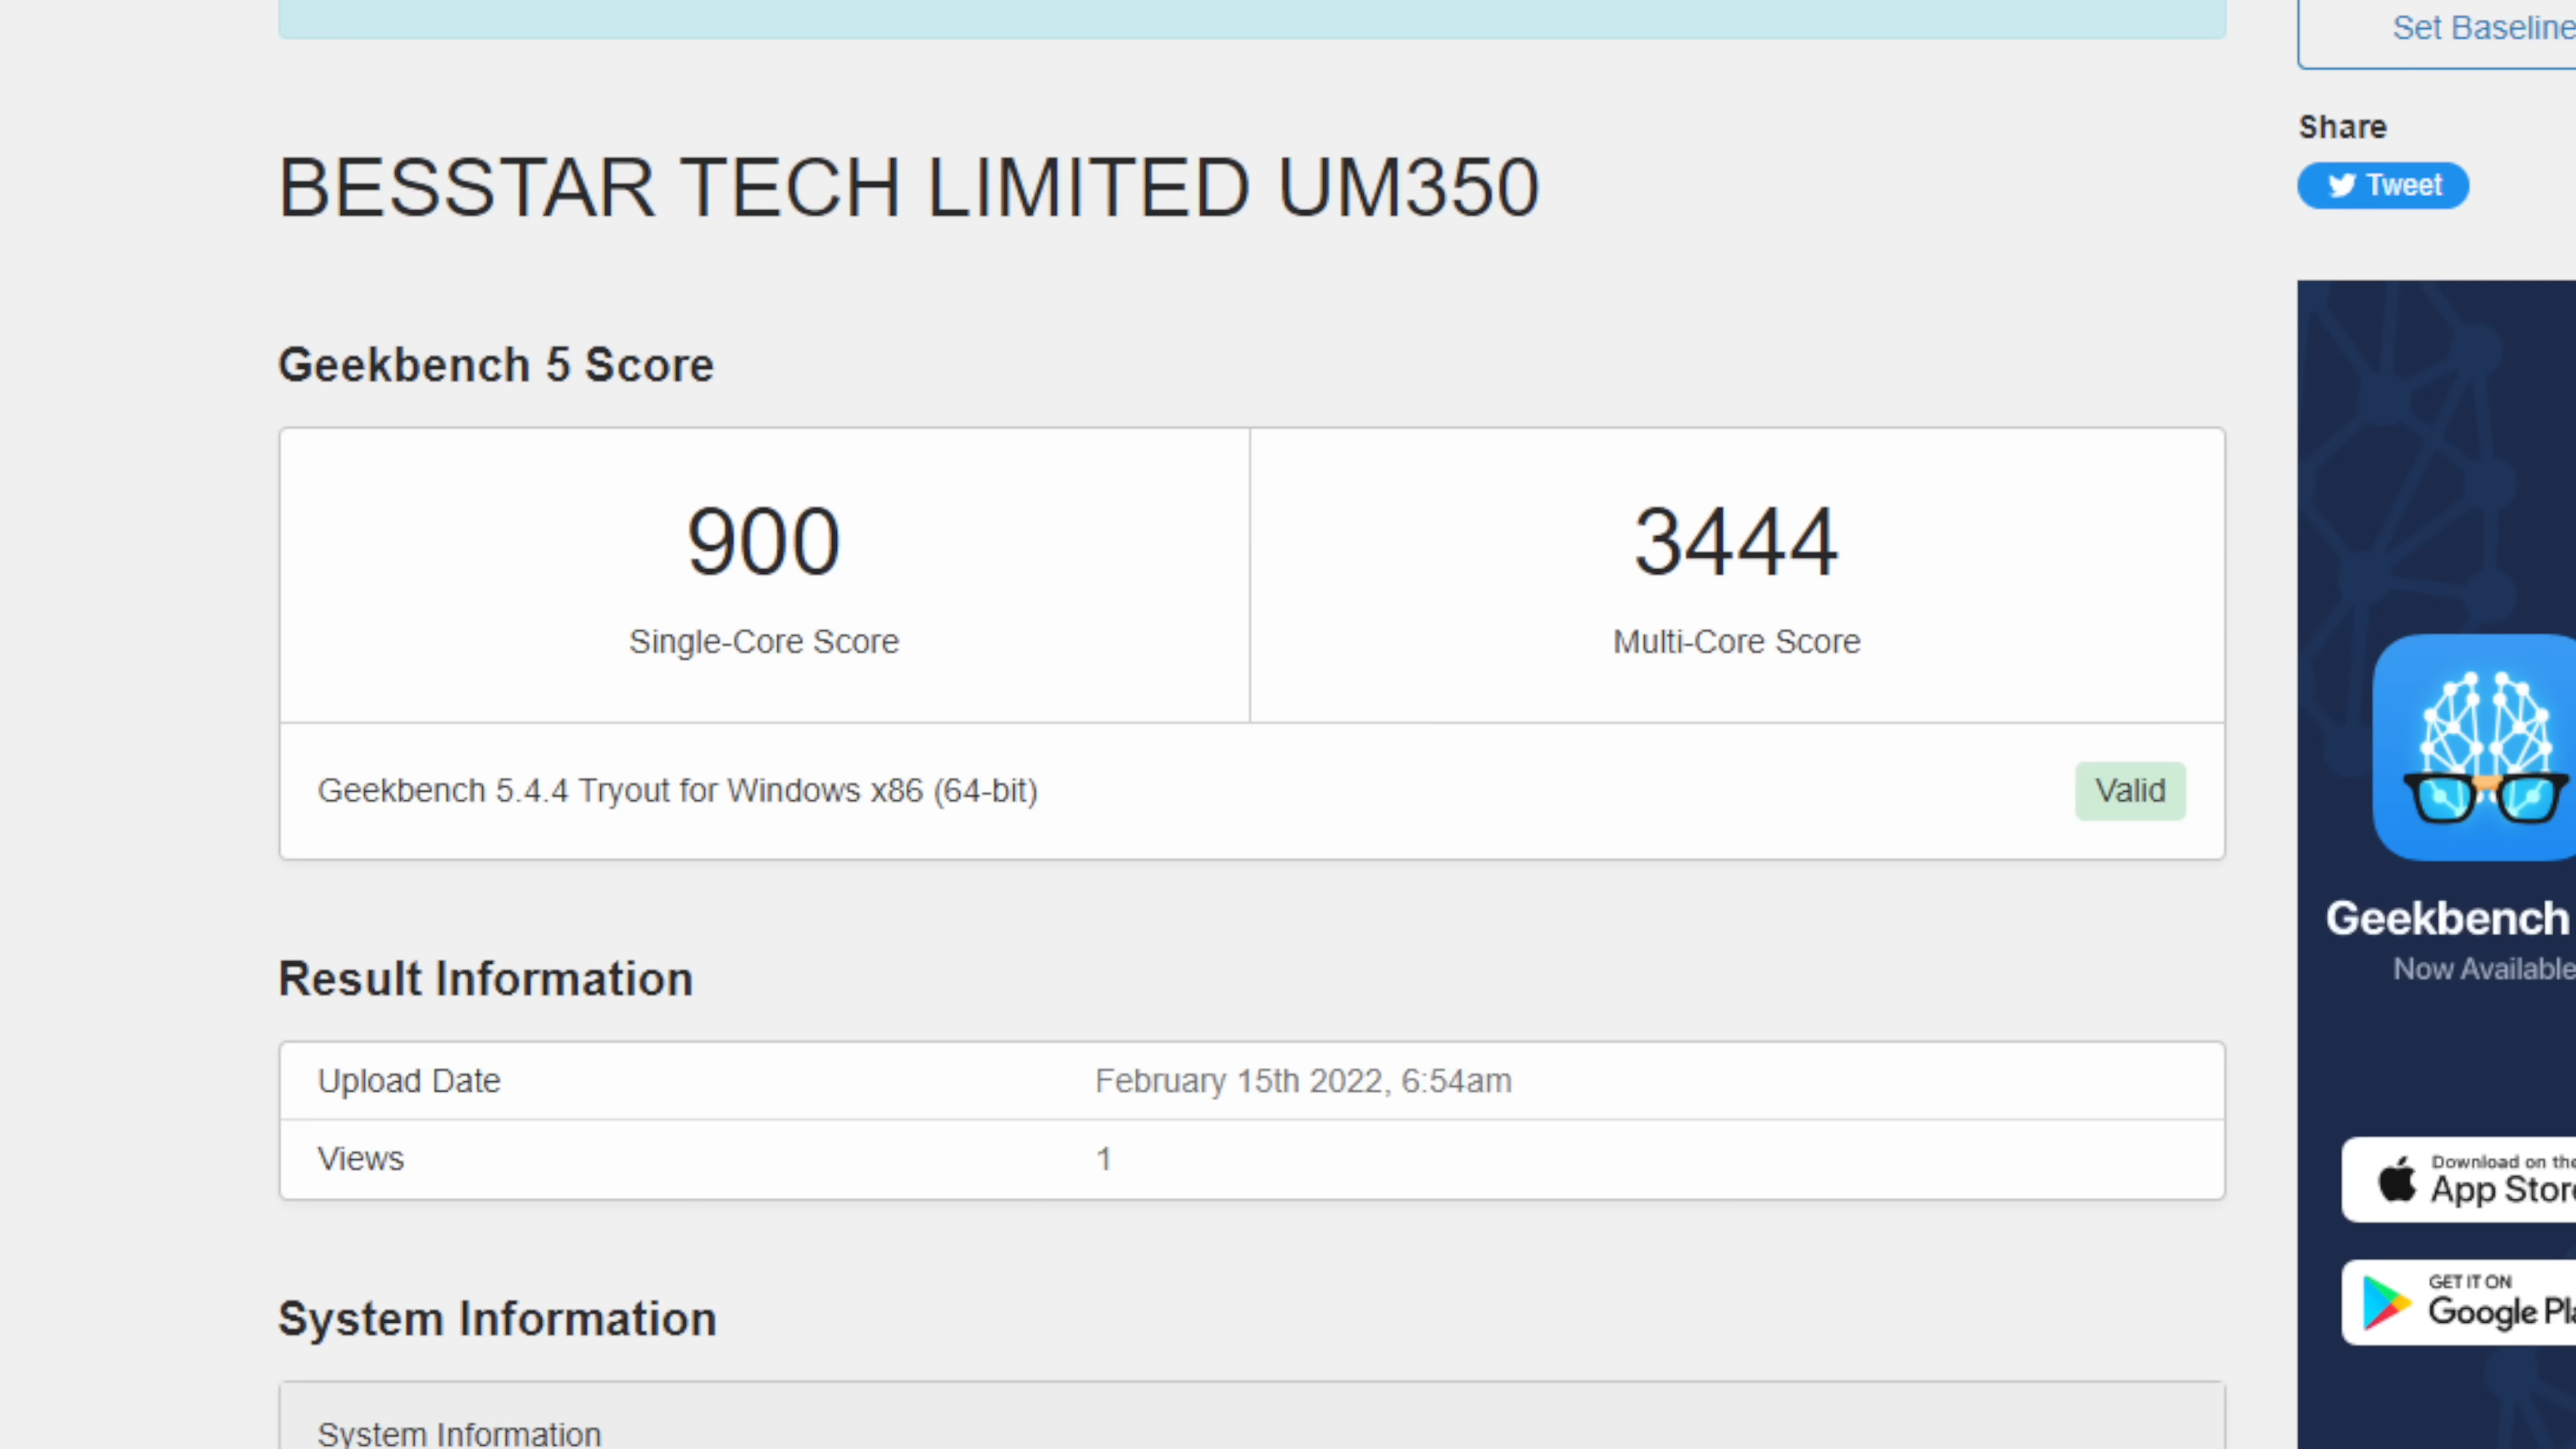 Set Baseline
Share
Tweet
BESSTAR TECH LIMITED UM350
Geekbench 5 Score
900
Single-Core Score
3444
Multi-Core Score
Geekbench 5.4.4 Tryout for Windows x86 (64-bit)
Valid
Result Information
Upload Date February 15th 2022, 6:54am
Views 1
System Information
System Information
Geekbench
Now Available
Download on the
App Store
GET IT ON
Google Pla